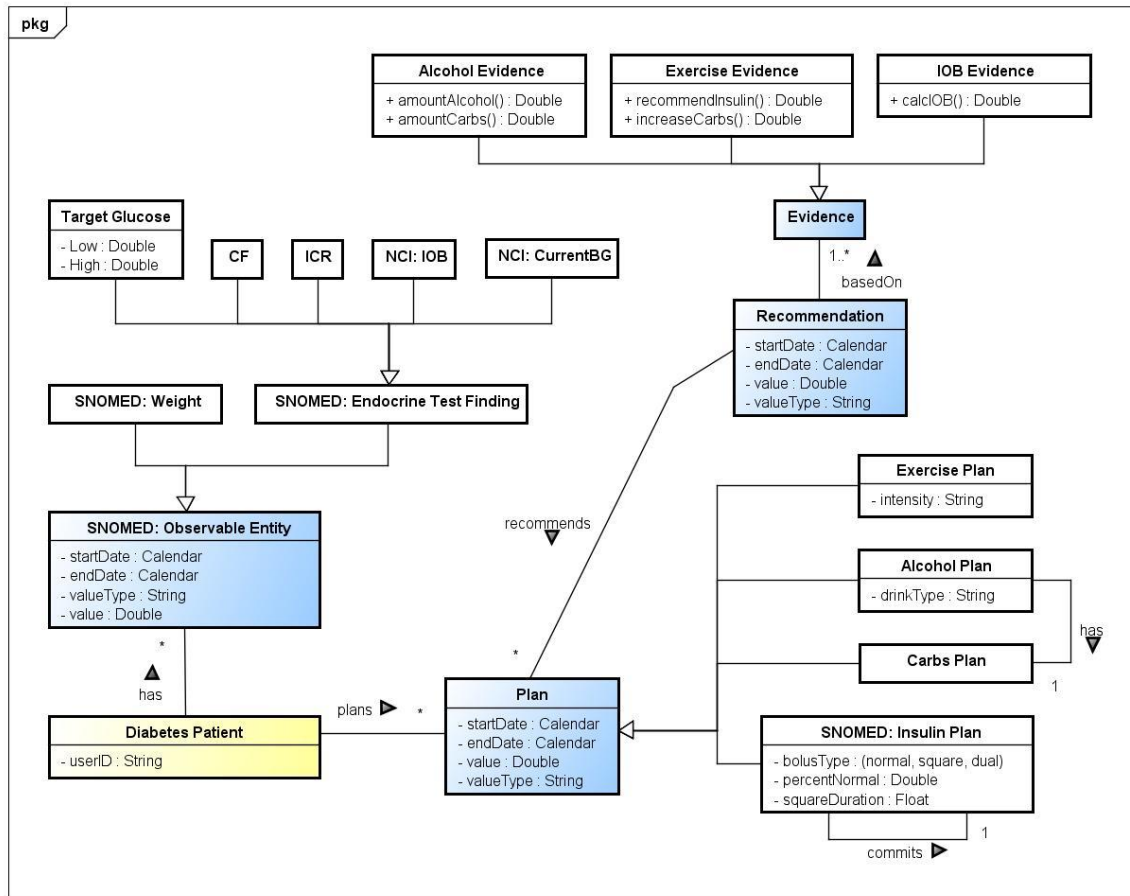 pkg
Alcohol Evidence
+ amountAlcohol() : Double
+ amountCarbs() : Double
Exercise Evidence
+ recommendInsulin() : Double
+ increaseCarbs() : Double
IOB Evidence
+ calcIOB() : Double
Target Glucose
- Low : Double
- High : Double
CF
ICR
NCI: IOB
NCI: CurrentBG
Evidence
1..*
basedOn
Recommendation
- startDate : Calendar
- endDate : Calendar
- value : Double
- valueType : String
SNOMED: Weight
SNOMED: Endocrine Test Finding
SNOMED: Observable Entity
- startDate : Calendar
- endDate : Calendar
- valueType : String
- value : Double
recommends
Exercise Plan
- intensity : String
Alcohol Plan
- drinkType : String
has
Carbs Plan
1
*
has
*
plans
*
Diabetes Patient
- userID : String
Plan
- startDate : Calendar
- endDate : Calendar
- value : Double
- valueType : String
SNOMED: Insulin Plan
- bolusType : (normal, square, dual)
- percentNormal : Double
- squareDuration : Float
1
commits